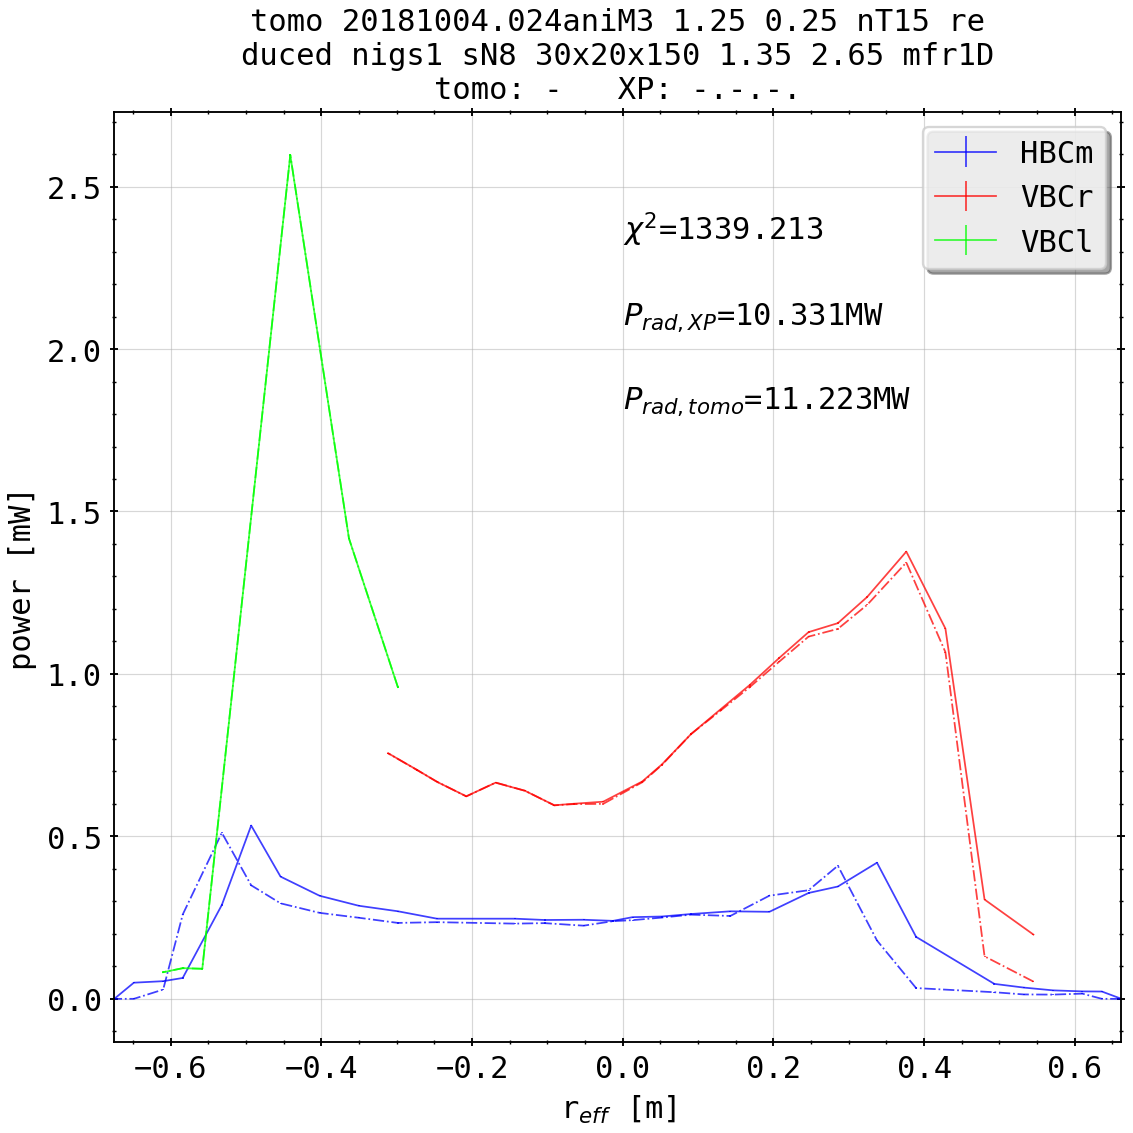 tomo 20181004.024aniM3 1.25 0.25 nT15 re
duced nigs1 sN8 30x20x150 1.35 2.65 mfr1D
tomo: -   XP: -.-.-.
HBCm
VBCr
VBCl
χ²=1339.213
P_rad,XP=10.331MW
P_rad,tomo=11.223MW
power [mW]
2.5
2.0
1.5
1.0
0.5
0.0
−0.6 −0.4 −0.2 0.0 0.2 0.4 0.6
r_eff [m]